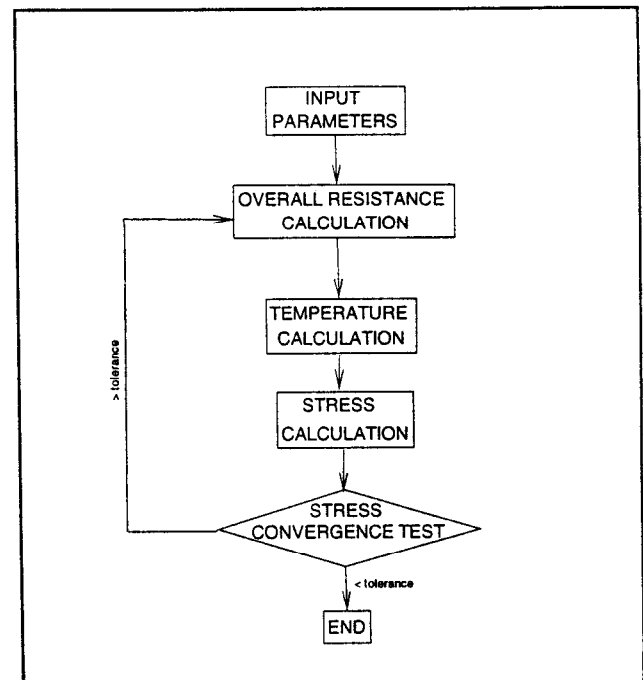 INPUT
PARAMETERS
OVERALL RESISTANCE
CALCULATION
TEMPERATURE
CALCULATION
STRESS
CALCULATION
STRESS
CONVERGENCE TEST
> tolerance
< tolerance
END